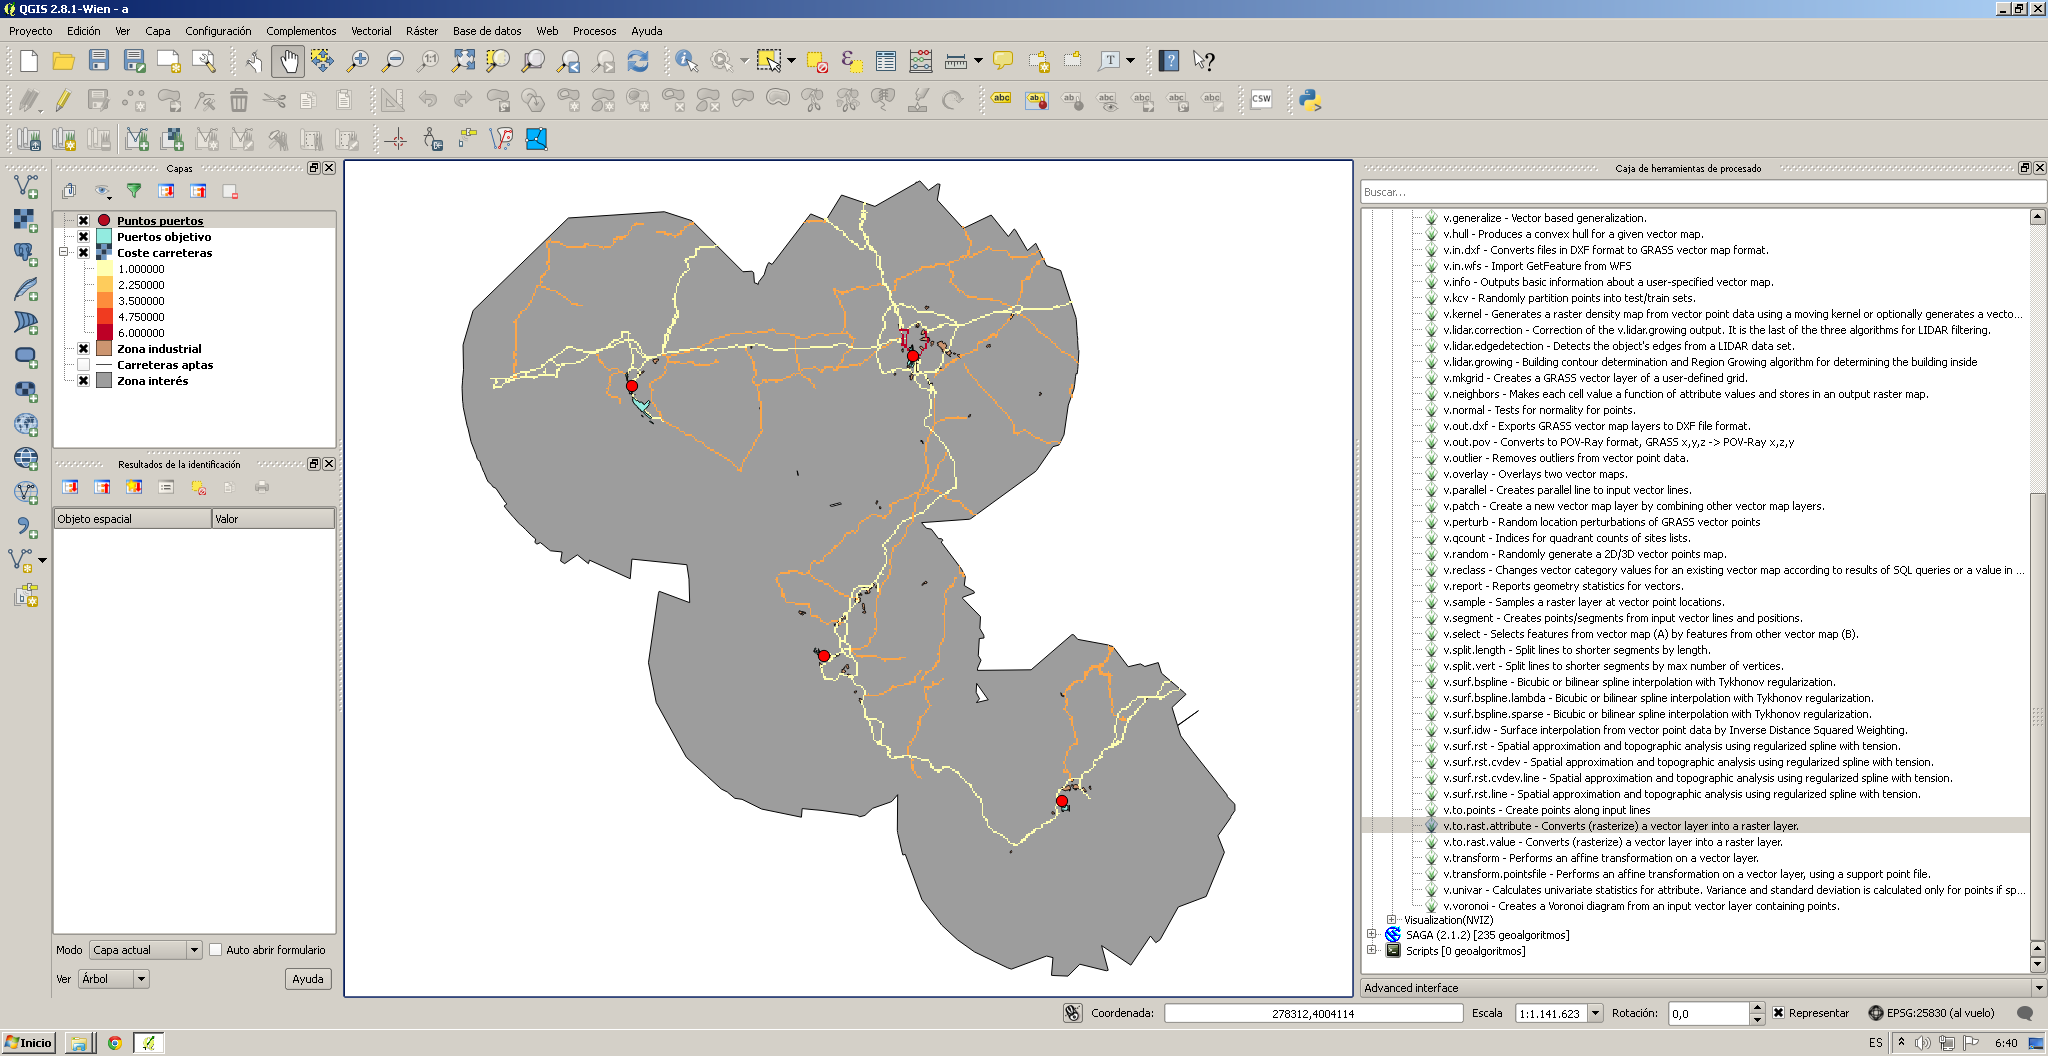 QGIS 2.8.1-Wien - a
Proyecto Edición Ver Capa Configuración Complementos Vectorial Ráster Base de datos Web Procesos Ayuda
Capas
Puntos puertos
Puertos objetivo
Coste carreteras
1.000000
2.250000
3.500000
4.750000
6.000000
Zona industrial
Carreteras aptas
Zona interés
Resultados de la identificación
Objeto espacial Valor
Modo Capa actual Auto abrir formulario
Ver Árbol Ayuda
Caja de herramientas de procesado
Buscar...
v.generalize - Vector based generalization.
v.hull - Produces a convex hull for a given vector map.
v.in.dxf - Converts files in DXF format to GRASS vector map format.
v.in.wfs - Import GetFeature from WFS
v.info - Outputs basic information about a user-specified vector map.
v.kcv - Randomly partition points into test/train sets.
v.kernel - Generates a raster density map from vector point data using a moving kernel or optionally generates a vecto...
v.lidar.correction - Correction of the v.lidar.growing output. It is the last of the three algorithms for LIDAR filtering.
v.lidar.edgedetection - Detects the object's edges from a LIDAR data set.
v.lidar.growing - Building contour determination and Region Growing algorithm for determining the building inside
v.mkgrid - Creates a GRASS vector layer of a user-defined grid.
v.neighbors - Makes each cell value a function of attribute values and stores in an output raster map.
v.normal - Tests for normality for points.
v.out.dxf - Exports GRASS vector map layers to DXF file format.
v.out.pov - Converts to POV-Ray format, GRASS x,y,z -> POV-Ray x,z,y
v.outlier - Removes outliers from vector point data.
v.overlay - Overlays two vector maps.
v.parallel - Creates parallel line to input vector lines.
v.patch - Create a new vector map layer by combining other vector map layers.
v.perturb - Random location perturbations of GRASS vector points
v.qcount - Indices for quadrant counts of sites lists.
v.random - Randomly generate a 2D/3D vector points map.
v.reclass - Changes vector category values for an existing vector map according to results of SQL queries or a value in ...
v.report - Reports geometry statistics for vectors.
v.sample - Samples a raster layer at vector point locations.
v.segment - Creates points/segments from input vector lines and positions.
v.select - Selects features from vector map (A) by features from other vector map (B).
v.split.length - Split lines to shorter segments by length.
v.split.vert - Split lines to shorter segments by max number of vertices.
v.surf.bspline - Bicubic or bilinear spline interpolation with Tykhonov regularization.
v.surf.bspline.lambda - Bicubic or bilinear spline interpolation with Tykhonov regularization.
v.surf.bspline.sparse - Bicubic or bilinear spline interpolation with Tykhonov regularization.
v.surf.idw - Surface interpolation from vector point data by Inverse Distance Squared Weighting.
v.surf.rst - Spatial approximation and topographic analysis using regularized spline with tension.
v.surf.rst.cvdev - Spatial approximation and topographic analysis using regularized spline with tension.
v.surf.rst.cvdev.line - Spatial approximation and topographic analysis using regularized spline with tension.
v.surf.rst.line - Spatial approximation and topographic analysis using regularized spline with tension.
v.to.points - Create points along input lines
v.to.rast.attribute - Converts (rasterize) a vector layer into a raster layer.
v.to.rast.value - Converts (rasterize) a vector layer into a raster layer.
v.transform - Performs an affine transformation on a vector layer.
v.transform.pointsfile - Performs an affine transformation on a vector layer, using a support point file.
v.univar - Calculates univariate statistics for attribute. Variance and standard deviation is calculated only for points if sp...
v.voronoi - Creates a Voronoi diagram from an input vector layer containing points.
Visualization(NVIZ)
SAGA (2.1.2) [235 geoalgoritmos]
Scripts [0 geoalgoritmos]
Advanced interface
Coordenada: 278312,4004114 Escala 1:1.141.623 Rotación: 0,0 Representar EPSG:25830 (al vuelo)
Inicio ES 6:40